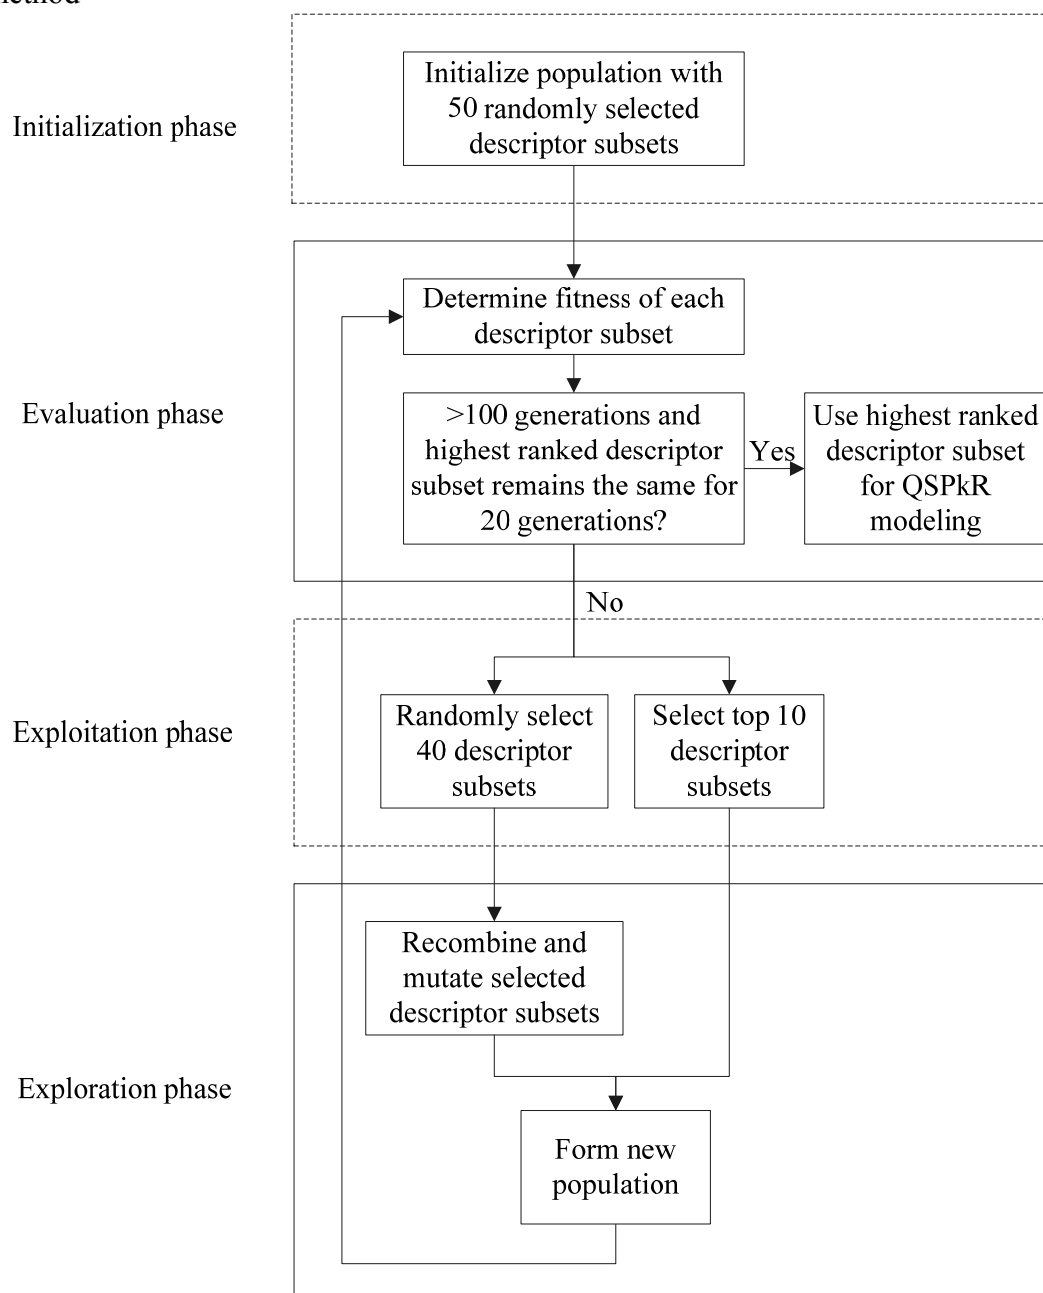 Initialization phase
Initialize population with
50 randomly selected
descriptor subsets
Evaluation phase
Determine fitness of each
descriptor subset
>100 generations and
highest ranked descriptor
subset remains the same for
20 generations?
Yes
Use highest ranked
descriptor subset
for QSPkR
modeling
No
Exploitation phase
Randomly select
40 descriptor
subsets
Select top 10
descriptor
subsets
Exploration phase
Recombine and
mutate selected
descriptor subsets
Form new
population